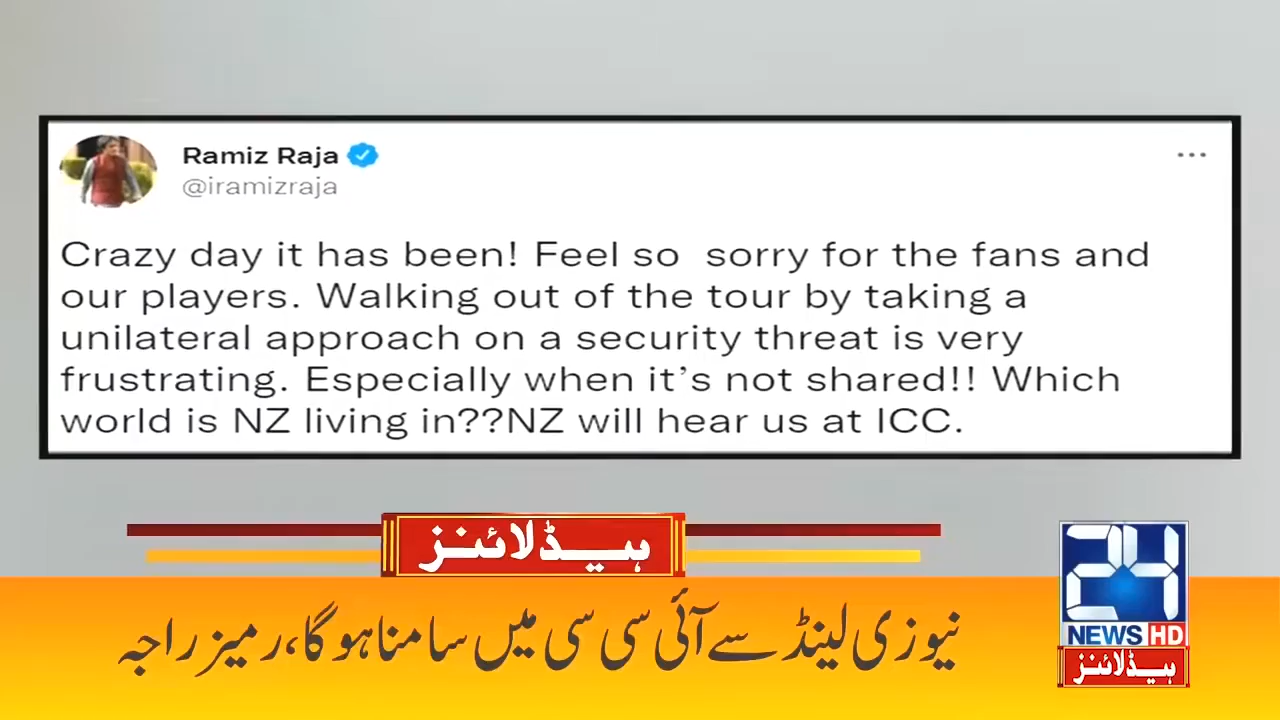 Ramiz Raja
@iramizraja
Crazy day it has been! Feel so sorry for the fans and
our players. Walking out of the tour by taking a
unilateral approach on a security threat is very
frustrating. Especially when it's not shared!! Which
world is NZ living in??NZ will hear us at ICC.
ہیڈلائنز
نیوزی لینڈ سے آئی سی سی میں سامنا ہوگا، رمیز راجہ
24
NEWS HD
ہیڈلائنز